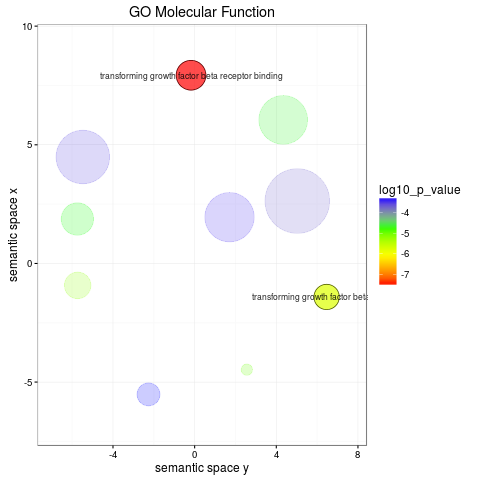 GO Molecular Function
10
5
0
-5
-4
0
4
8
semantic space x
semantic space y
transforming growth factor beta receptor binding
transforming growth factor beta
log10_p_value
-4
-5
-6
-7